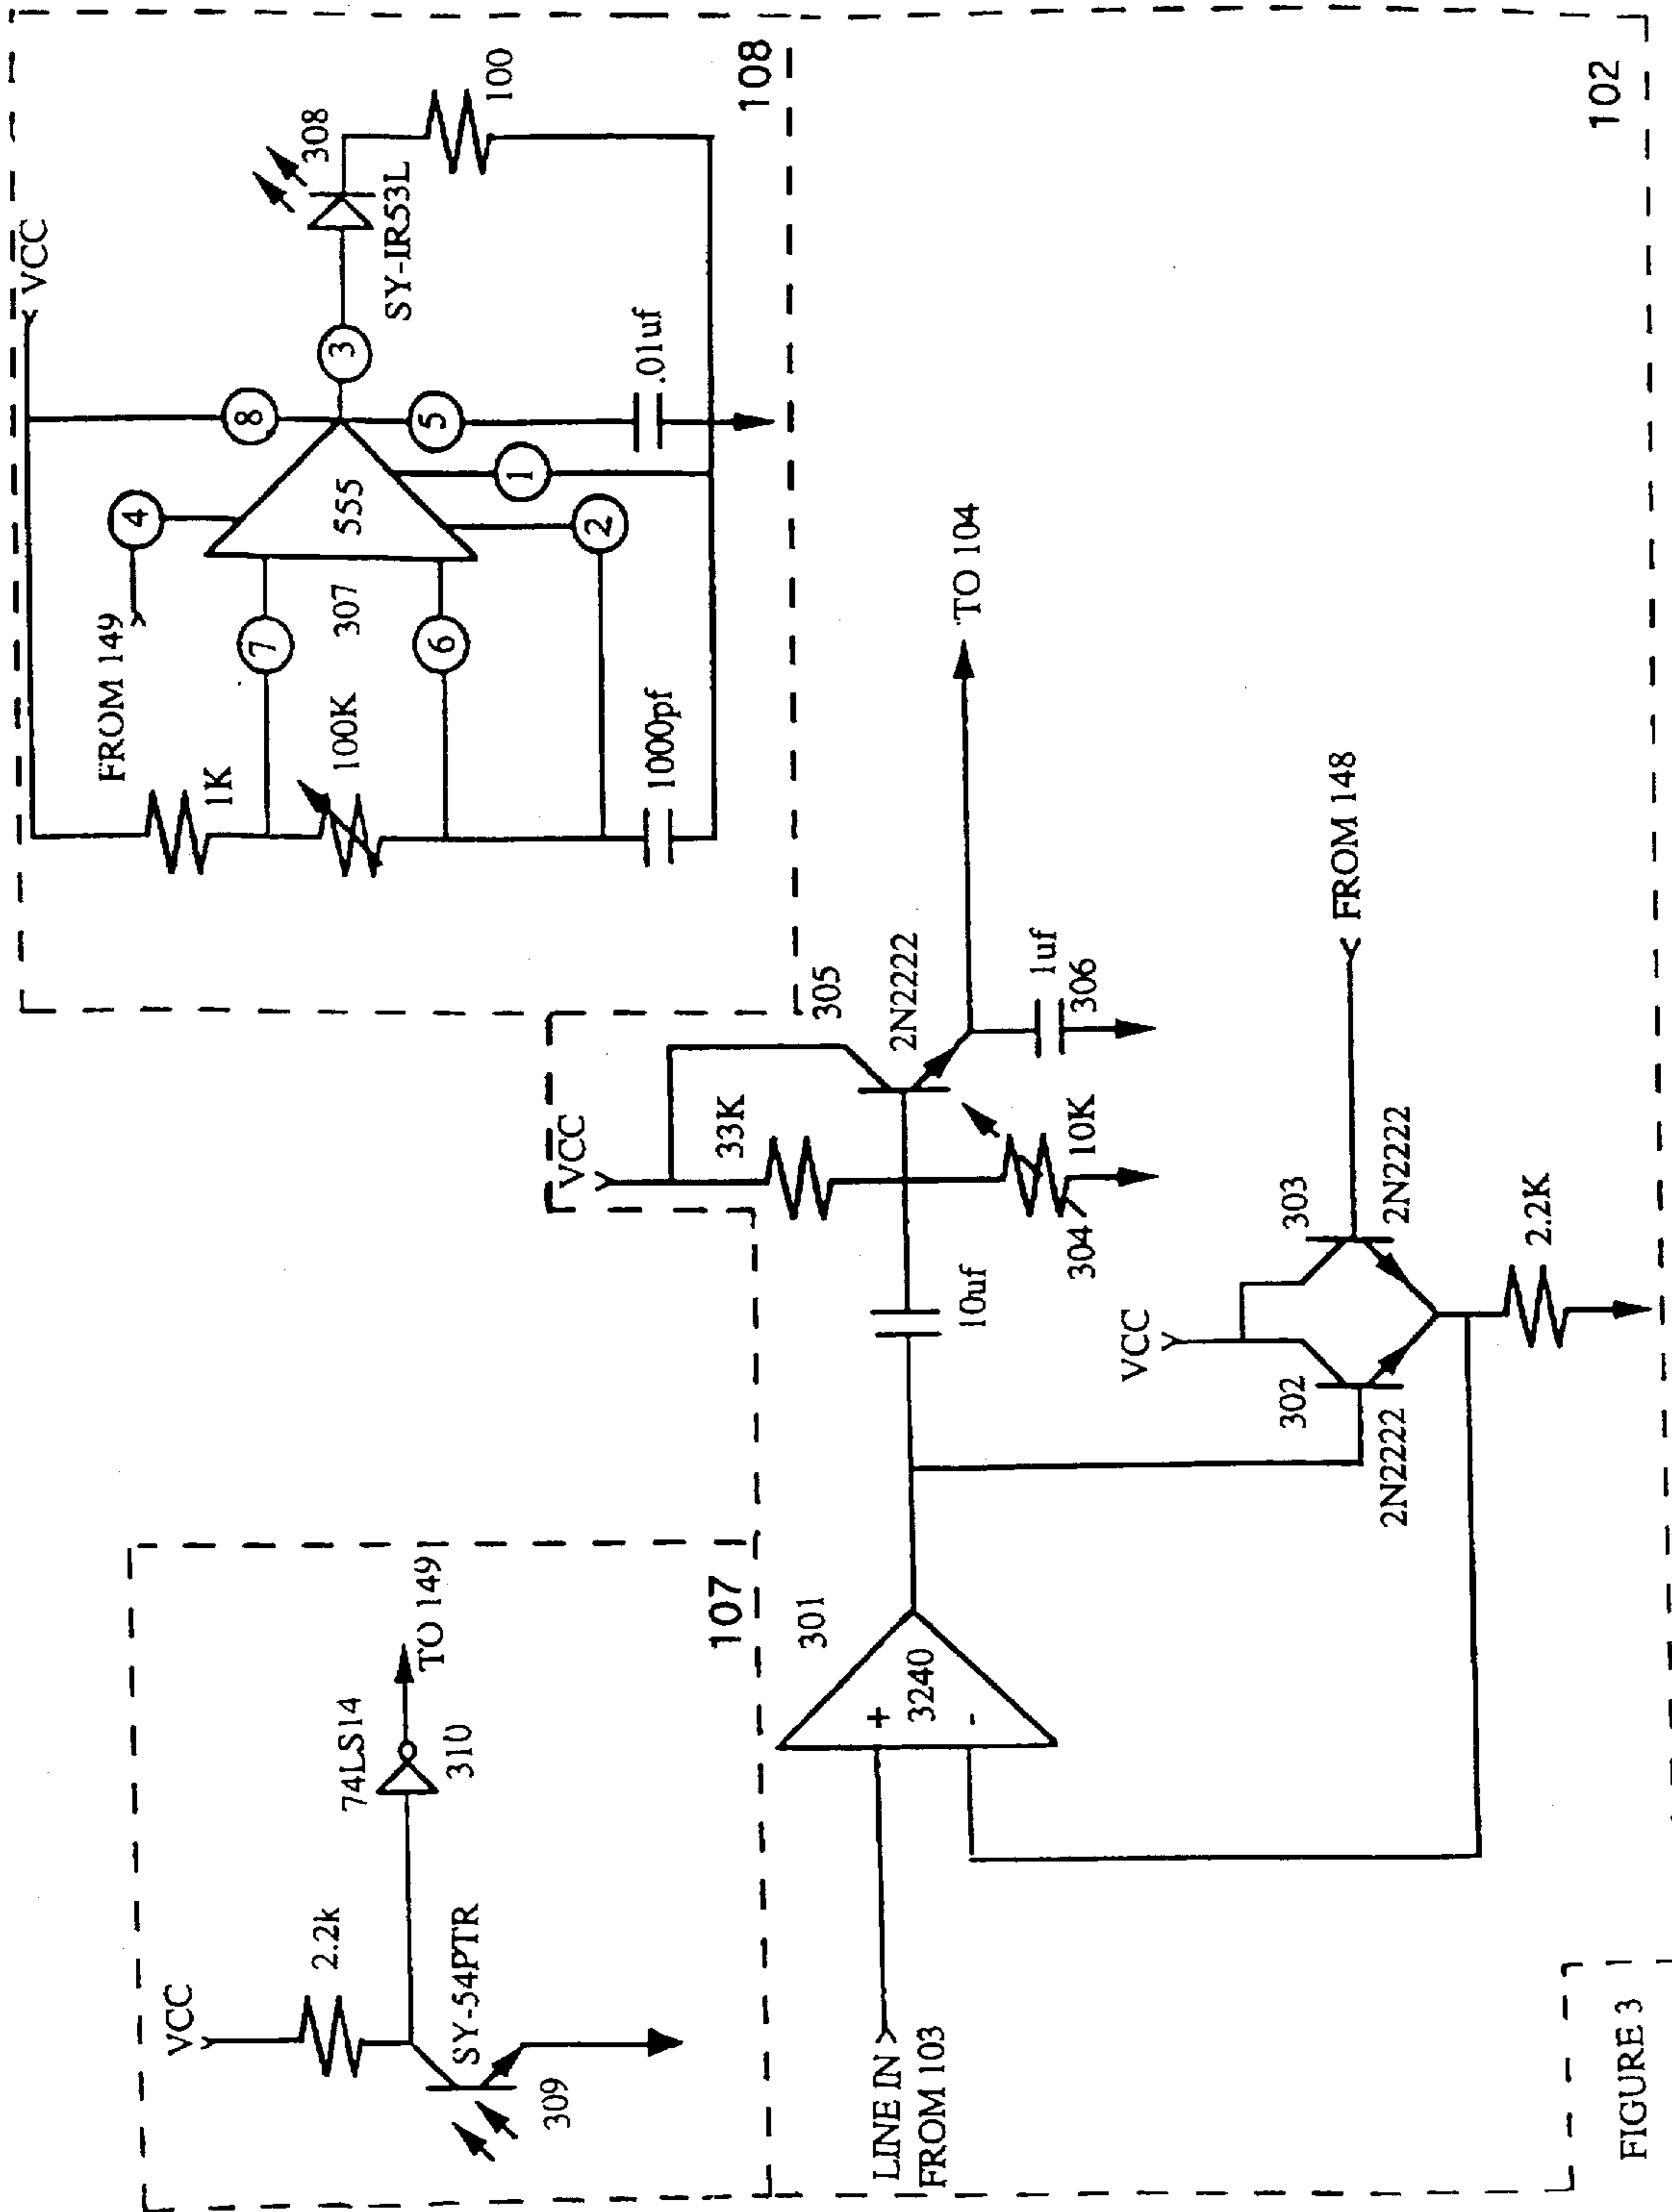 VCC
2.2k
SY-54PTR
309
74LS14
310
TO 149
107
VCC
FROM 149
1K
100K
1000pf
7
6
4
2
307
555
8
1
5
3
.01uf
308
SY-IR53L
100
108
LINE IN
FROM 103
301
+
3240
-
10uf
VCC
33K
305
2N2222
304
10K
1uf
306
TO 104
VCC
302
2N2222
303
2N2222
2.2K
FROM 148
102
FIGURE 3